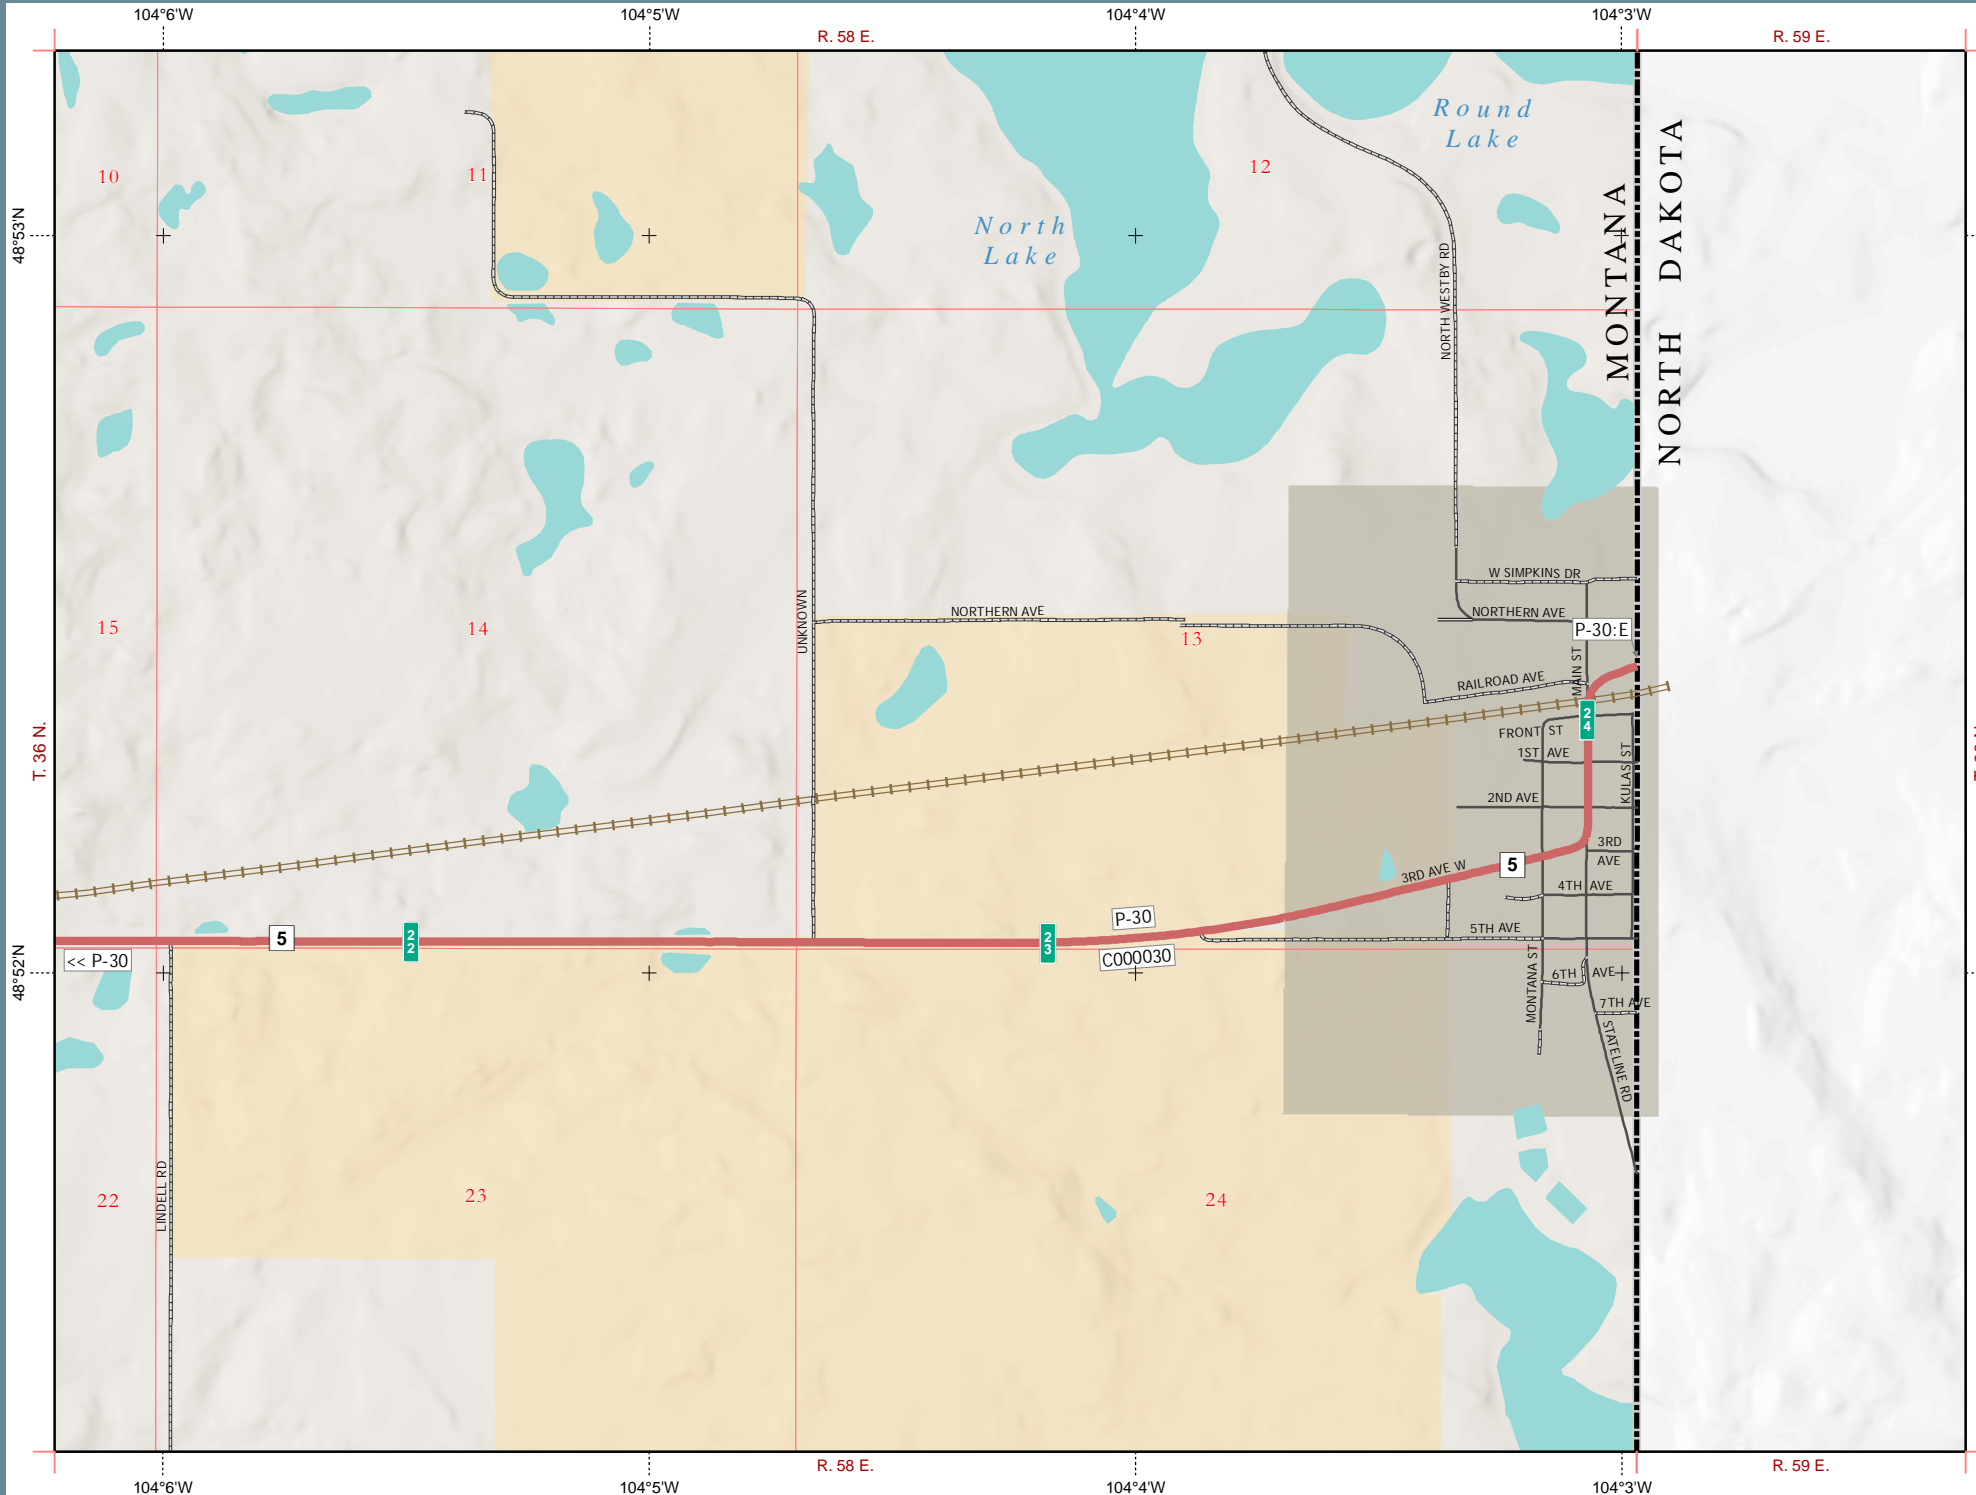 104°6'W
104°5'W
104°4'W
104°3'W
R. 58 E.
R. 59 E.
Round
Lake
10
11
12
North
Lake
48°53'N
MONTANA
NORTH DAKOTA
NORTH WESTBY RD
W SIMPKINS DR
NORTHERN AVE
NORTHERN AVE
P-30:E
UNKNOWN
15
14
13
MAIN ST
RAILROAD AVE
24
FRONT ST
1ST AVE
KULAS ST
T. 36 N.
2ND AVE
3RD
AVE
5
3RD AVE W
4TH AVE
P-30
5TH AVE
5
22
23
<< P-30
C000030
48°52'N
MONTANA ST
6TH AVE
7TH AVE
STATELINE RD
LINDELL RD
22
23
24
R. 58 E.
R. 59 E.
104°6'W
104°5'W
104°4'W
104°3'W